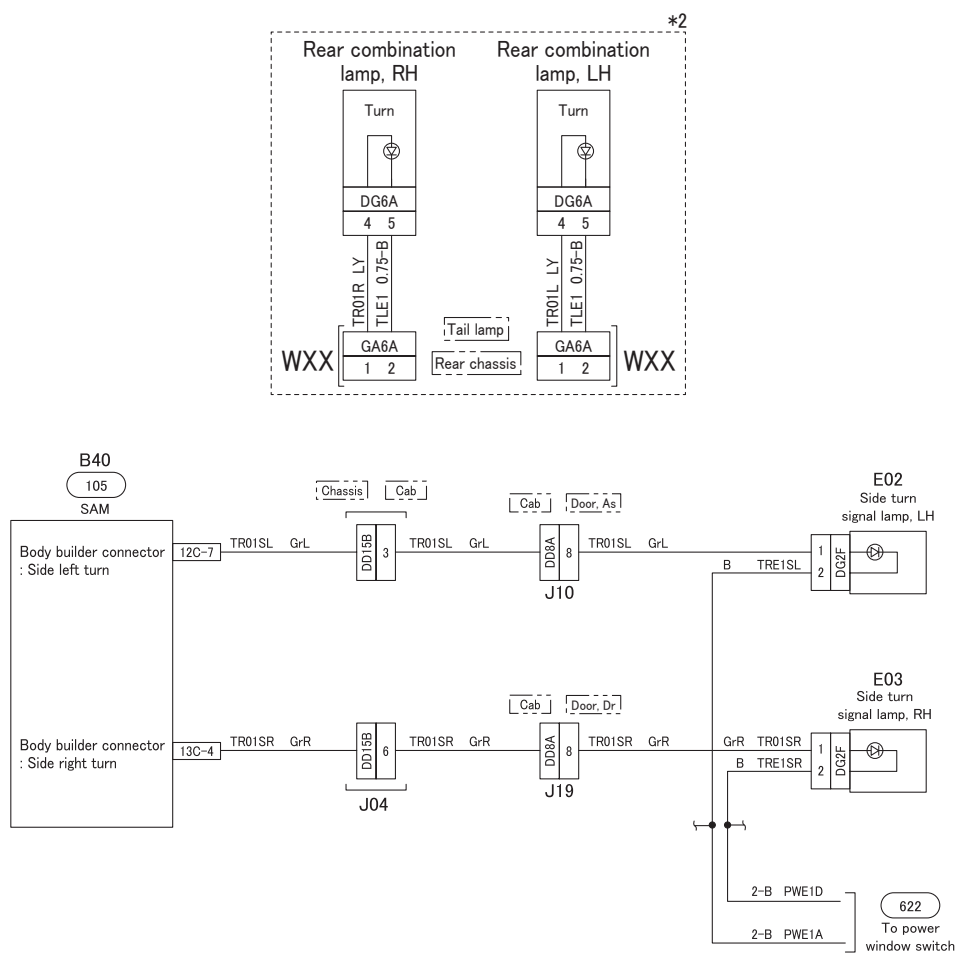 *2
Rear combination lamp, RH
Rear combination lamp, LH
Turn
Turn
DG6A
DG6A
4 5
4 5
TR01R LY
TLE1 0.75-B
TR01L LY
TLE1 0.75-B
Tail lamp
Rear chassis
WXX
GA6A
1 2
GA6A
1 2
WXX
B40
105
SAM
Body builder connector
: Side left turn
12C-7
TR01SL GrL
Chassis
Cab
DD15B
3
TR01SL GrL
Cab
Door, As
DD8A
8
J10
TR01SL GrL
B TRE1SL
E02
Side turn
signal lamp, LH
1
2
DG2F
Body builder connector
: Side right turn
13C-4
TR01SR GrR
DD15B
6
J04
TR01SR GrR
Cab
Door, Dr
DD8A
8
J19
TR01SR GrR
GrR TR01SR
B TRE1SR
E03
Side turn
signal lamp, RH
1
2
DG2F
2-B PWE1D
2-B PWE1A
622
To power
window switch